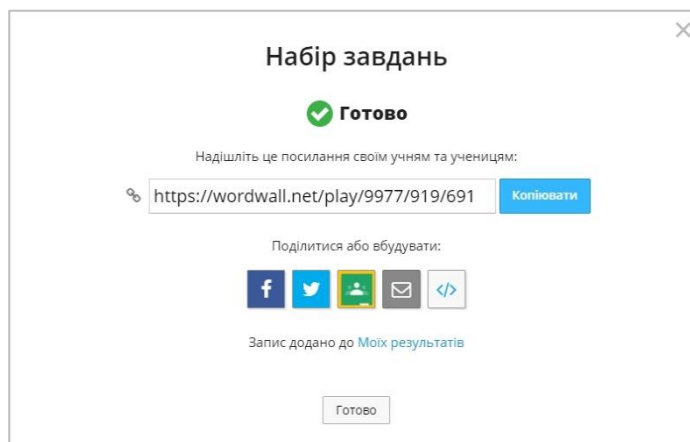 Набір завдань
Готово
Надішліть це посилання своїм учням та ученицям:
https://wordwall.net/play/9977/919/691 Копіювати
Поділитися або вбудувати:
Запис додано до Моїх результатів
Готово